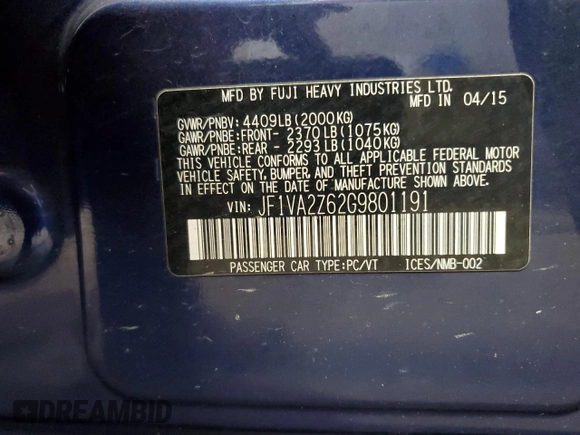 MFD BY FUJI HEAVY INDUSTRIES LTD.
MFD IN 04/15
GVWR/PNBV: 4409LB(2000KG)
GAWR/PNBE:FRONT- 2370LB(1075KG)
GAWR/PNBE:REAR - 2293LB(1040KG)
THIS VEHICLE CONFORMS TO ALL APPLICABLE FEDERAL MOTOR
VEHICLE SAFETY, BUMPER, AND THEFT PREVENTION STANDARDS
IN EFFECT ON THE DATE OF MANUFACTURE SHOWN ABOVE.
VIN: JF1VA2Z62G9801191
PASSENGER CAR TYPE:PC/VT ICES/NMB-002
DREAMBID